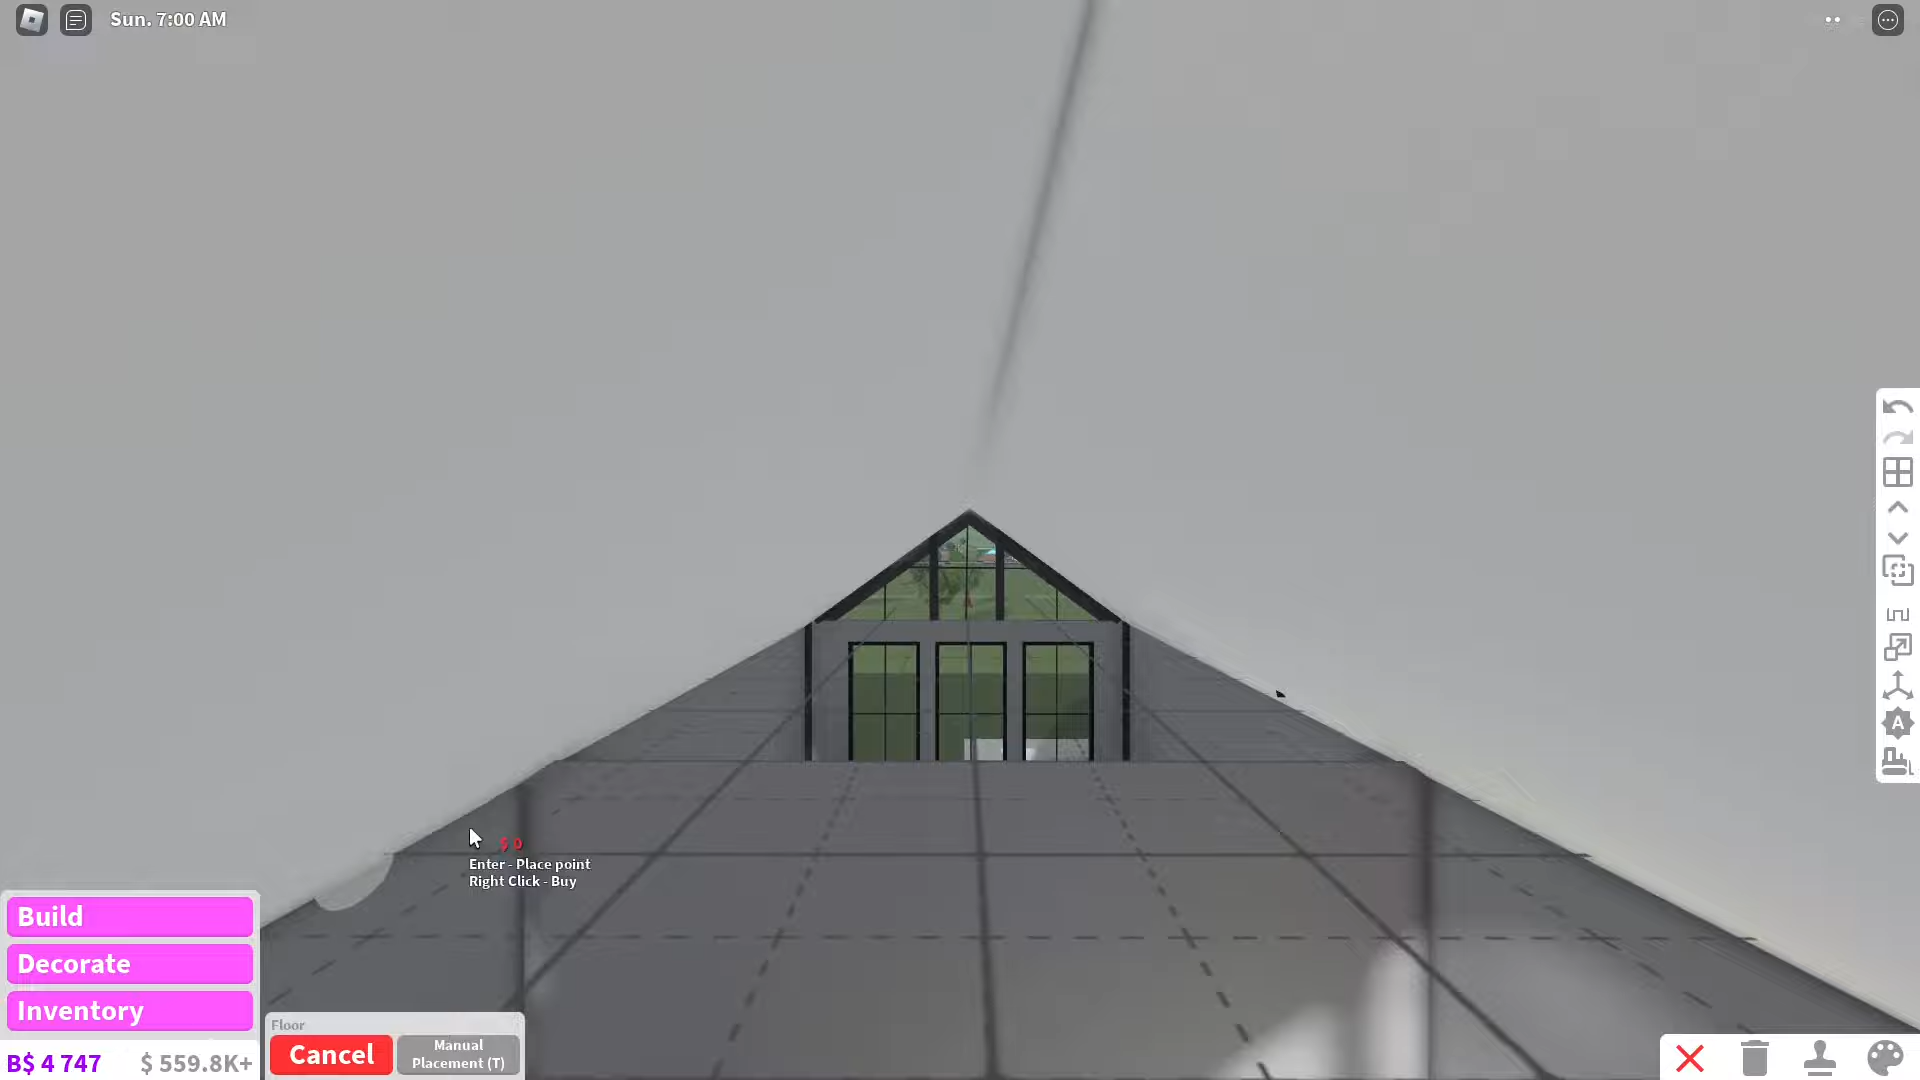 Sun. 7:00 AM
$ 0
Enter - Place point
Right Click - Buy
Build
Decorate
Inventory
B$ 4 747
$ 559.8K+
Floor
Cancel
Manual
Placement (T)
A